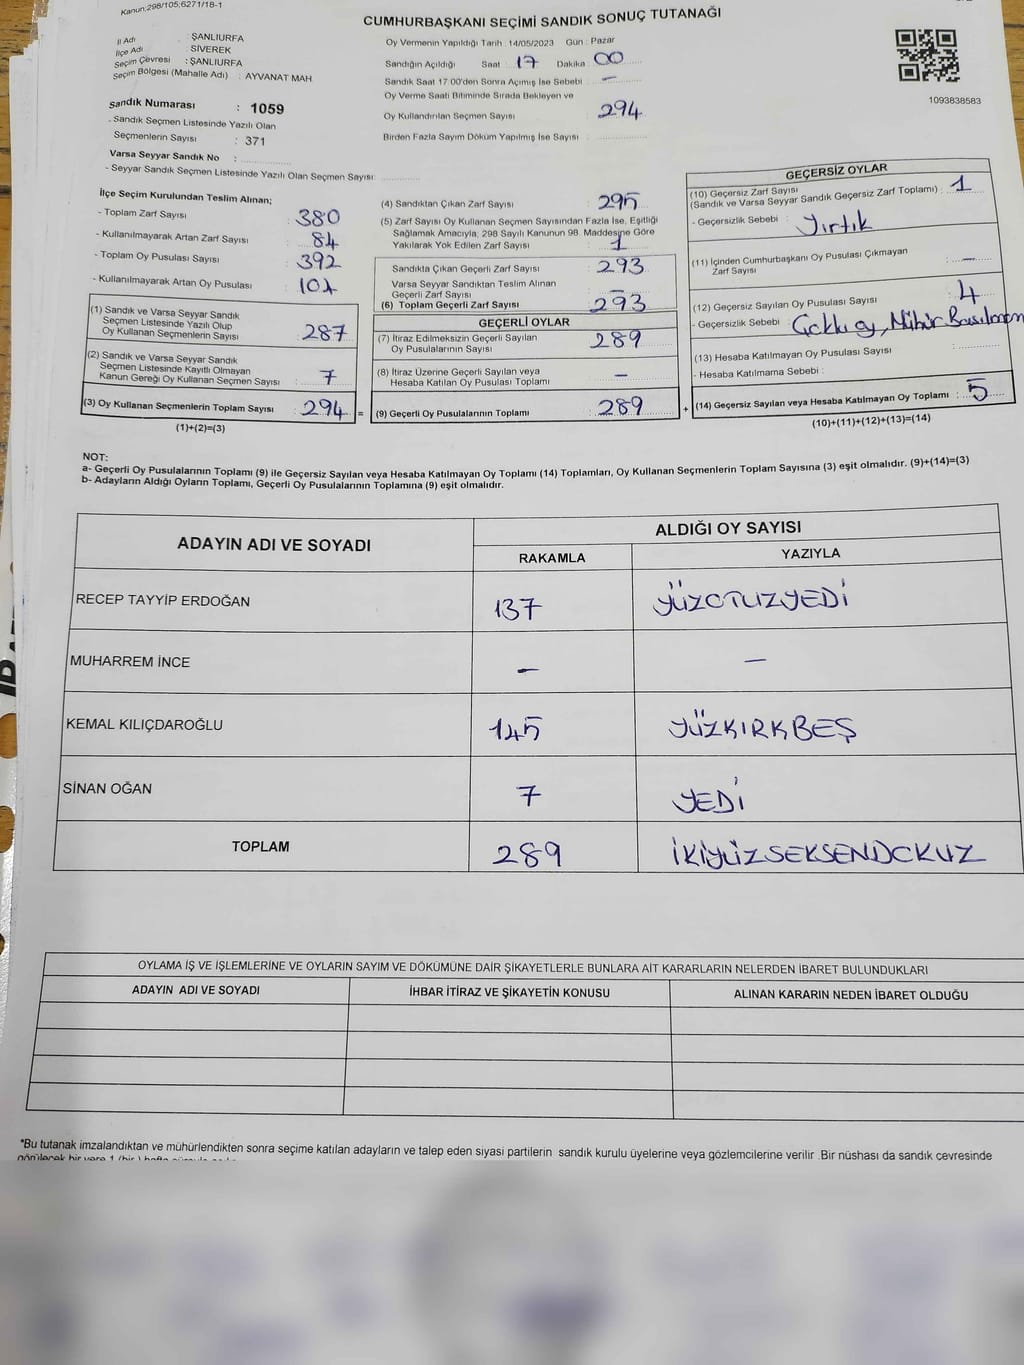 Kanun:298/105;6271/18-1
CUMHURBAŞKANI SEÇİMİ SANDIK SONUÇ TUTANAĞI
İl Adı : ŞANLIURFA
İlçe Adı : SİVEREK
Seçim Çevresi : ŞANLIURFA
Seçim Bölgesi (Mahalle Adı) : AYVANAT MAH
Sandık Numarası : 1059
- Sandık Seçmen Listesinde Yazılı Olan
Seçmenlerin Sayısı : 371
Varsa Seyyar Sandık No :
- Seyyar Sandık Seçmen Listesinde Yazılı Olan Seçmen Sayısı:
Oy Vermenin Yapıldığı Tarih :14/05/2023 Gün : Pazar
Sandığın Açıldığı Saat : 17 Dakika : 00
Sandık Saat 17:00'den Sonra Açımış İse Sebebi : —
Oy Verme Saati Bitiminde Sırada Bekleyen ve
Oy Kullandırılan Seçmen Sayısı : 294
Birden Fazla Sayım Döküm Yapılmış İse Sayısı :
1093838583
İlçe Seçim Kurulundan Teslim Alınan;
- Toplam Zarf Sayısı : 380
- Kullanılmayarak Artan Zarf Sayısı : 84
- Toplam Oy Pusulası Sayısı : 392
- Kullanılmayarak Artan Oy Pusulası : 101
(1) Sandık ve Varsa Seyyar Sandık
Seçmen Listesinde Yazılı Olup
Oy Kullanan Seçmenlerin Sayısı : 287
(2) Sandık ve Varsa Seyyar Sandık
Seçmen Listesinde Kayıtlı Olmayan
Kanun Gereği Oy Kullanan Seçmen Sayısı : 7
(3) Oy Kullanan Seçmenlerin Toplam Sayısı : 294 =
(1)+(2)=(3)
(4) Sandıktan Çıkan Zarf Sayısı : 295
(5) Zarf Sayısı Oy Kullanan Seçmen Sayısından Fazla İse, Eşitliği
Sağlamak Amacıyla, 298 Sayılı Kanunun 98. Maddesine Göre
Yakılarak Yok Edilen Zarf Sayısı : 1
Sandıkta Çıkan Geçerli Zarf Sayısı : 293
Varsa Seyyar Sandıktan Teslim Alınan
Geçerli Zarf Sayısı : —
(6) Toplam Geçerli Zarf Sayısı : 293
GEÇERLİ OYLAR
(7) İtiraz Edilmeksizin Geçerli Sayılan
Oy Pusulalarının Sayısı : 289
(8) İtiraz Üzerine Geçerli Sayılan veya
Hesaba Katılan Oy Pusulası Toplamı : —
(9) Geçerli Oy Pusulalarının Toplamı : 289 +
GEÇERSİZ OYLAR
(10) Geçersiz Zarf Sayısı
(Sandık ve Varsa Seyyar Sandık Geçersiz Zarf Toplamı) : 1
- Geçersizlik Sebebi : Yırtık
(11) İçinden Cumhurbaşkanı Oy Pusulası Çıkmayan
Zarf Sayısı : —
(12) Geçersiz Sayılan Oy Pusulası Sayısı : 4
- Geçersizlik Sebebi : Çoklu oy, Mühür
(13) Hesaba Katılmayan Oy Pusulası Sayısı :
- Hesaba Katılmama Sebebi :
(14) Geçersiz Sayılan veya Hesaba Katılmayan Oy Toplamı : 5
(10)+(11)+(12)+(13)=(14)
NOT:
a- Geçerli Oy Pusulalarının Toplamı (9) ile Geçersiz Sayılan veya Hesaba Katılmayan Oy Toplamı (14) Toplamları, Oy Kullanan Seçmenlerin Toplam Sayısına (3) eşit olmalıdır. (9)+(14)=(3)
b- Adayların Aldığı Oyların Toplamı, Geçerli Oy Pusulalarının Toplamına (9) eşit olmalıdır.
ADAYIN ADI VE SOYADI ALDIĞI OY SAYISI
RAKAMLA YAZIYLA
RECEP TAYYİP ERDOĞAN 137 YÜZOTUZYEDİ
MUHARREM İNCE — —
KEMAL KILIÇDAROĞLU 145 YÜZKIRKBEŞ
SİNAN OĞAN 7 YEDİ
TOPLAM 289 İKİYÜZSEKSENDOKUZ
OYLAMA İŞ VE İŞLEMLERİNE VE OYLARIN SAYIM VE DÖKÜMÜNE DAİR ŞİKAYETLERLE BUNLARA AİT KARARLARIN NELERDEN İBARET BULUNDUKLARI
ADAYIN ADI VE SOYADI İHBAR İTİRAZ VE ŞİKAYETİN KONUSU ALINAN KARARIN NEDEN İBARET OLDUĞU
*Bu tutanak imzalandıktan ve mühürlendikten sonra seçime katılan adayların ve talep eden siyasi partilerin sandık kurulu üyelerine veya gözlemcilerine verilir .Bir nüshası da sandık çevresinde